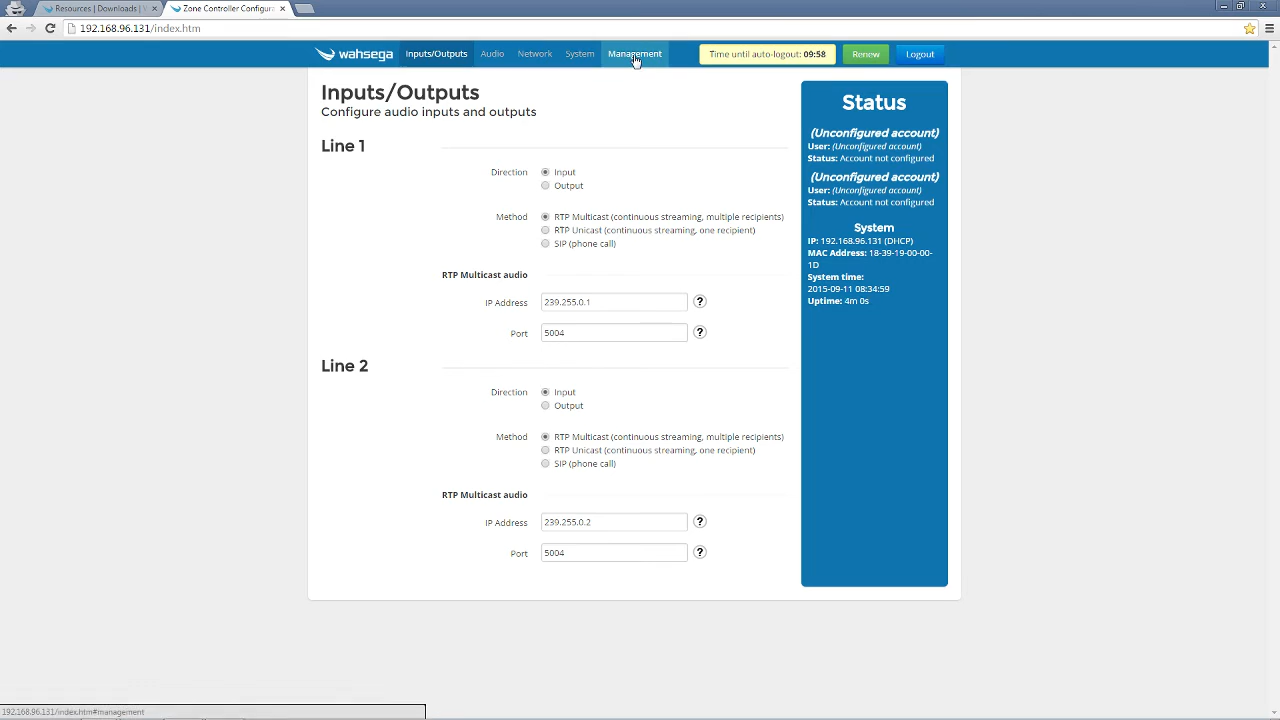 Resources | Downloads | 
Zone Controller Configura
192.168.96.131/index.htm
wahsega Inputs/Outputs Audio Network System Management Time until auto-logout: 09:58 Renew Logout
Inputs/Outputs
Configure audio inputs and outputs
Line 1
Direction Input
Output
Method RTP Multicast (continuous streaming, multiple recipients)
RTP Unicast (continuous streaming, one recipient)
SIP (phone call)
RTP Multicast audio
IP Address 239.255.0.1 ?
Port 5004 ?
Line 2
Direction Input
Output
Method RTP Multicast (continuous streaming, multiple recipients)
RTP Unicast (continuous streaming, one recipient)
SIP (phone call)
RTP Multicast audio
IP Address 239.255.0.2 ?
Port 5004 ?
Status
(Unconfigured account)
User: (Unconfigured account)
Status: Account not configured
(Unconfigured account)
User: (Unconfigured account)
Status: Account not configured
System
IP: 192.168.96.131 (DHCP)
MAC Address: 18-39-19-00-00-
1D
System time:
2015-09-11 08:34:59
Uptime: 4m 0s
192.168.96.131/index.htm#management